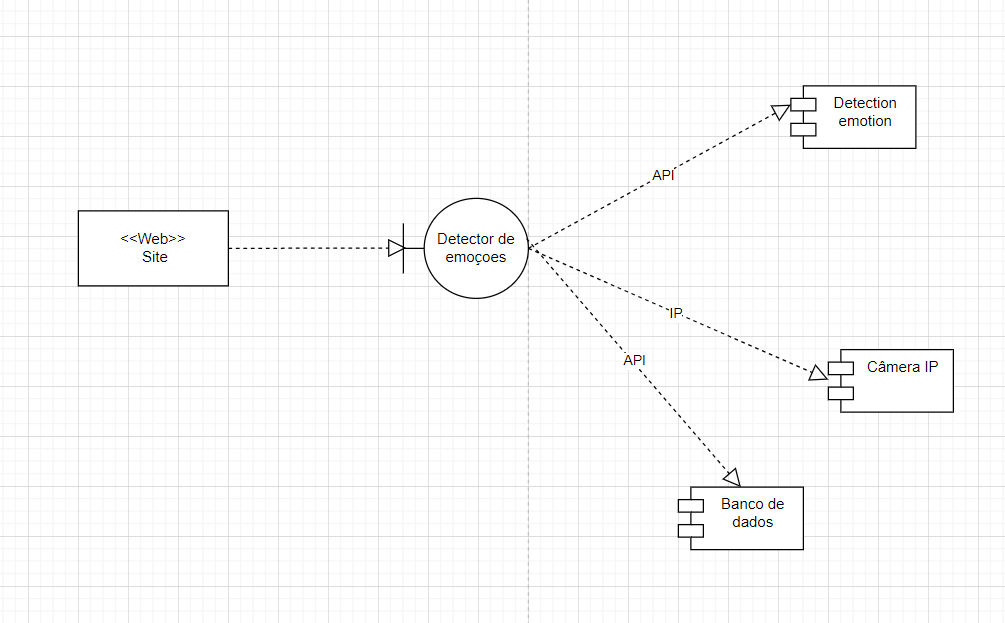 <<Web>>
Site
Detector de
emoçoes
API
IP
API
Detection
emotion
Câmera IP
Banco de
dados